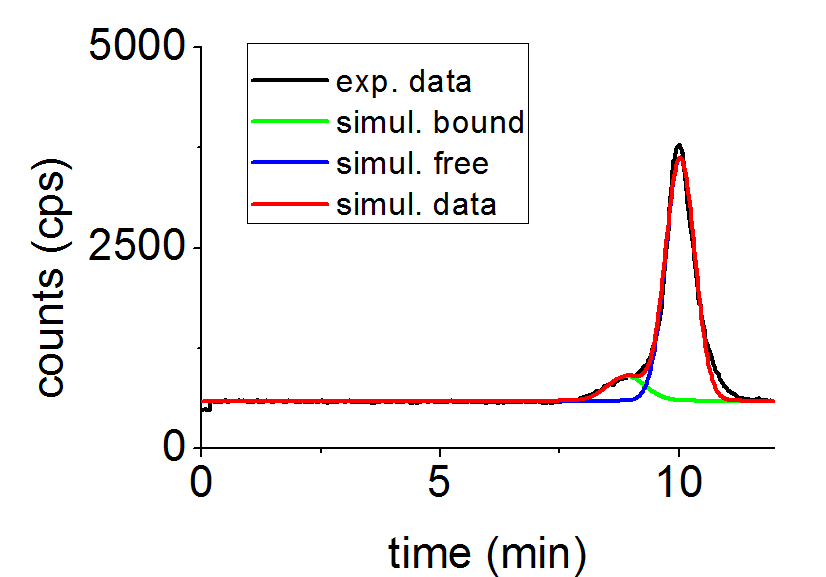 5000
2500
0
counts (cps)
exp. data
simul. bound
simul. free
simul. data
0
5
10
time (min)